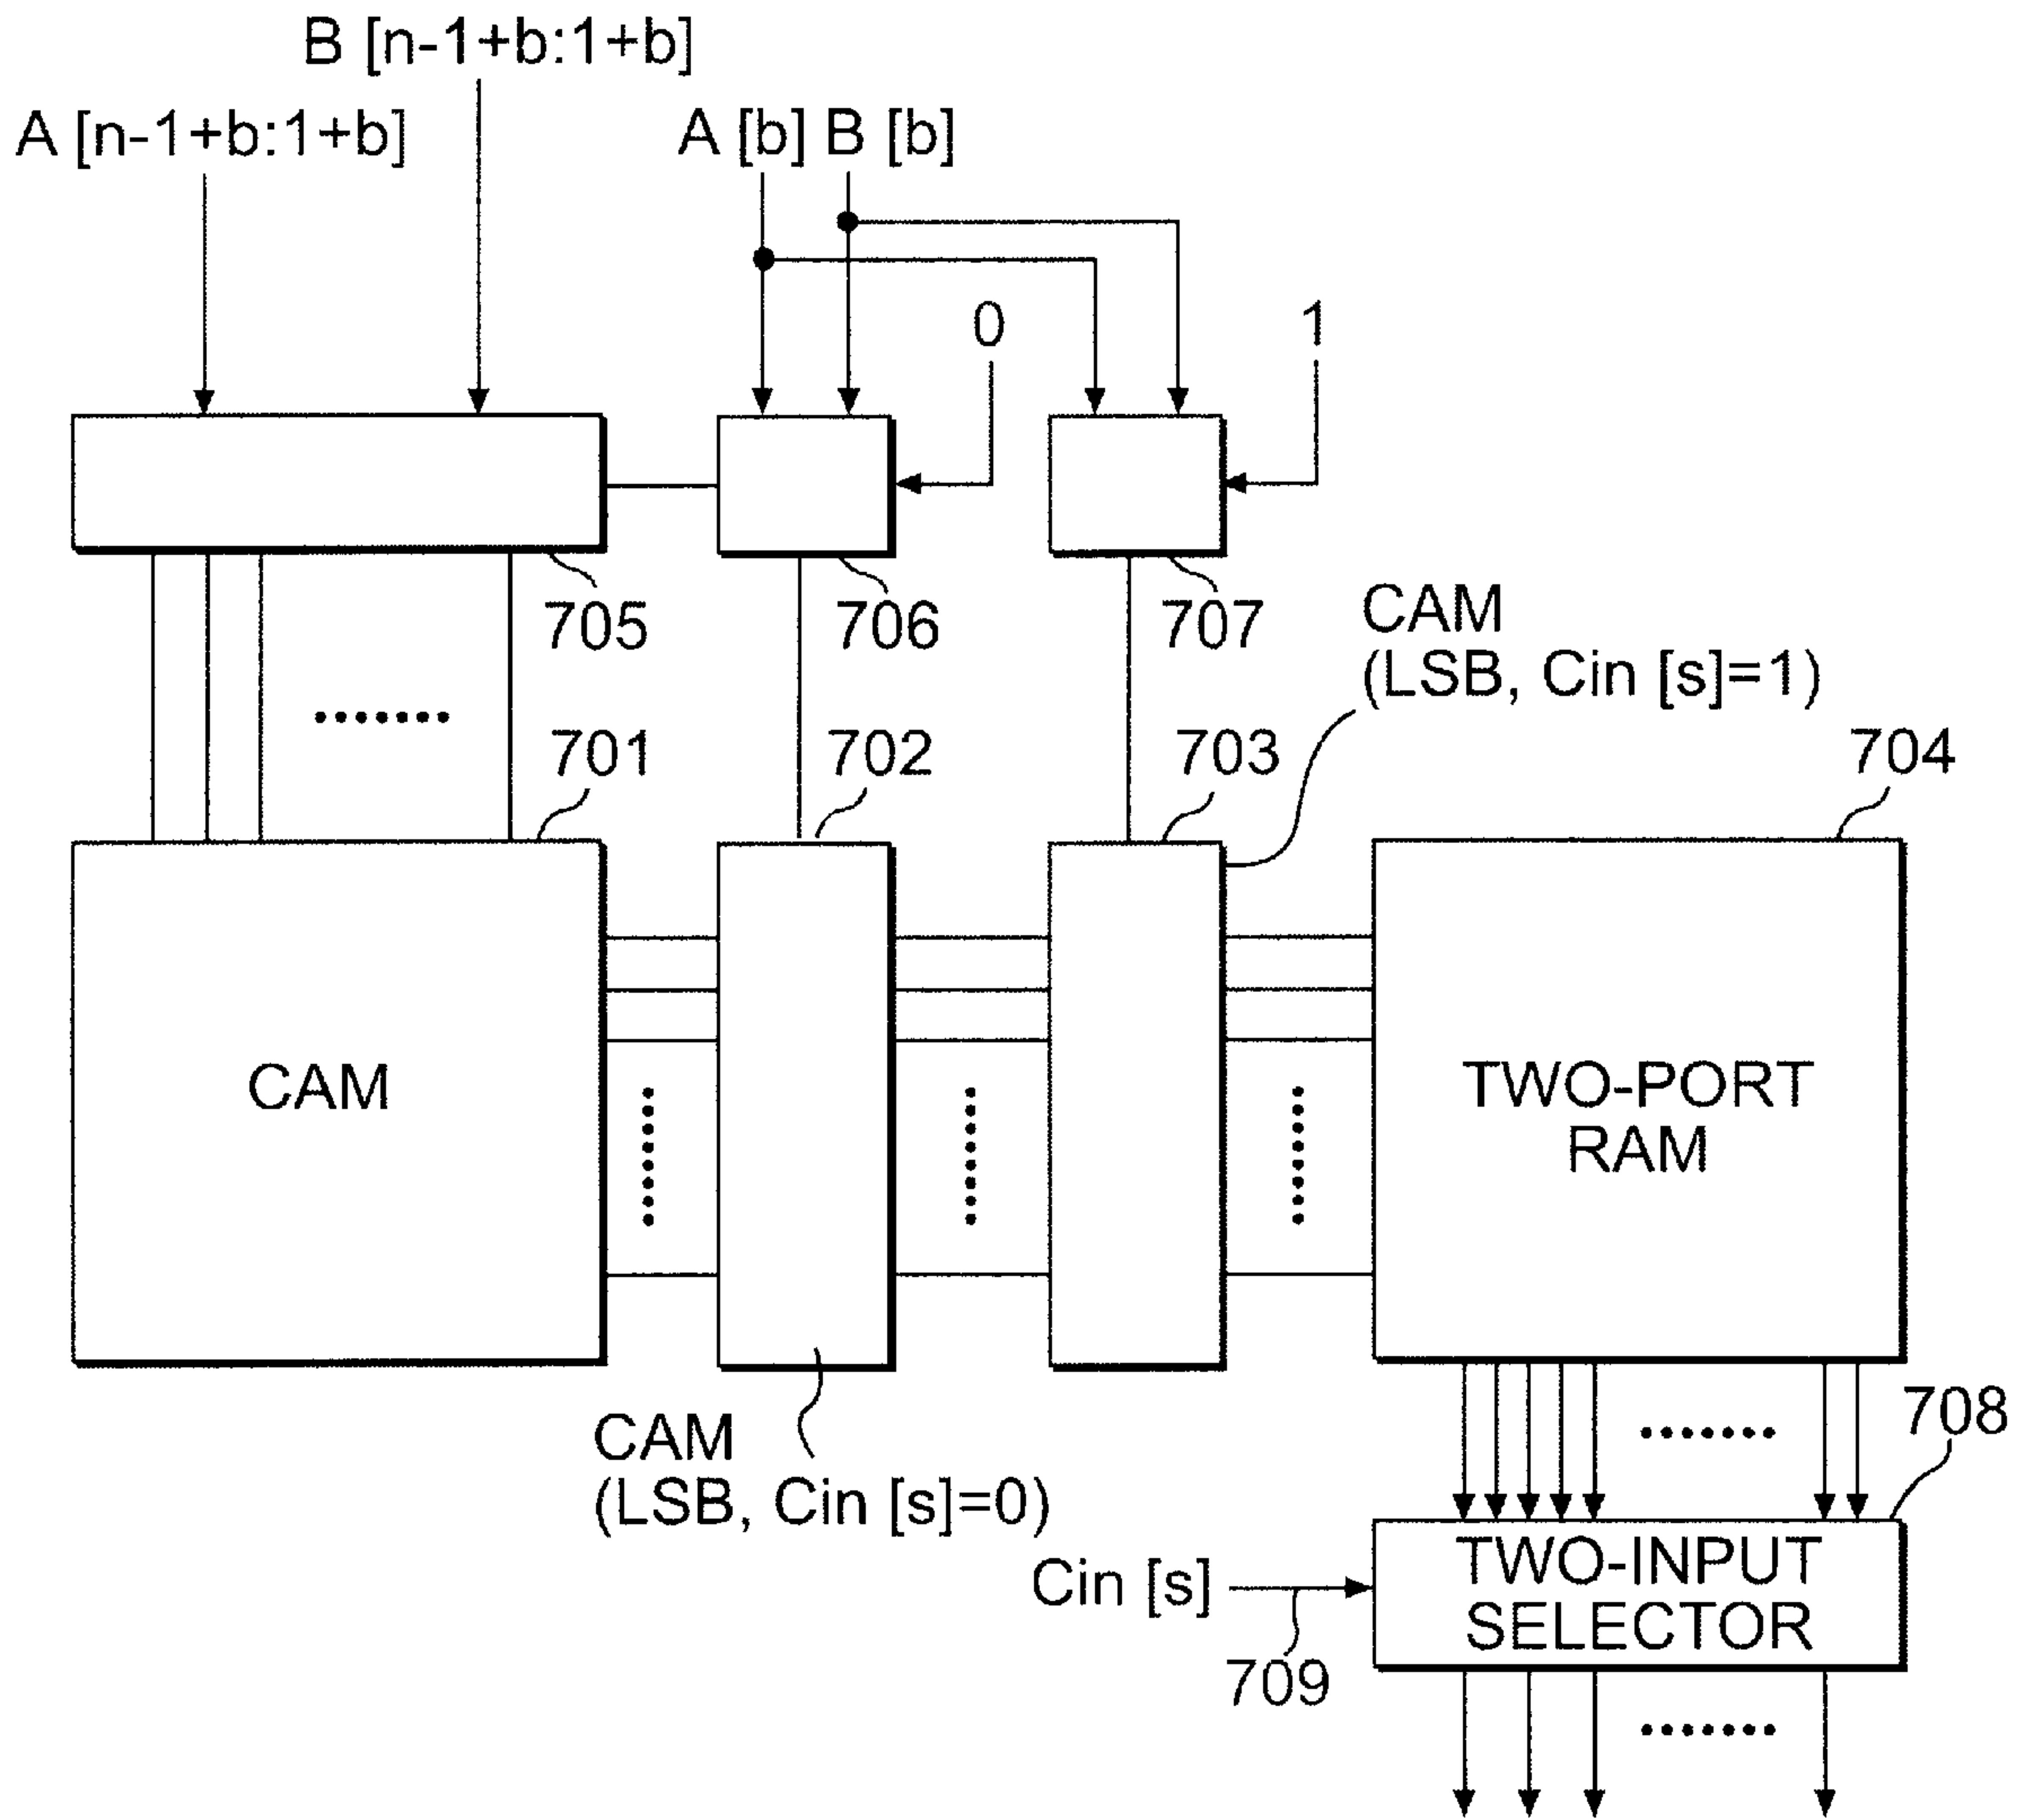 B [n-1+b:1+b]
A [n-1+b:1+b]
A [b] B [b]
0
1
705
706
707
CAM
(LSB, Cin [s]=1)
701
702
703
704
CAM
TWO-PORT
RAM
CAM
(LSB, Cin [s]=0)
708
Cin [s]
TWO-INPUT
SELECTOR
709